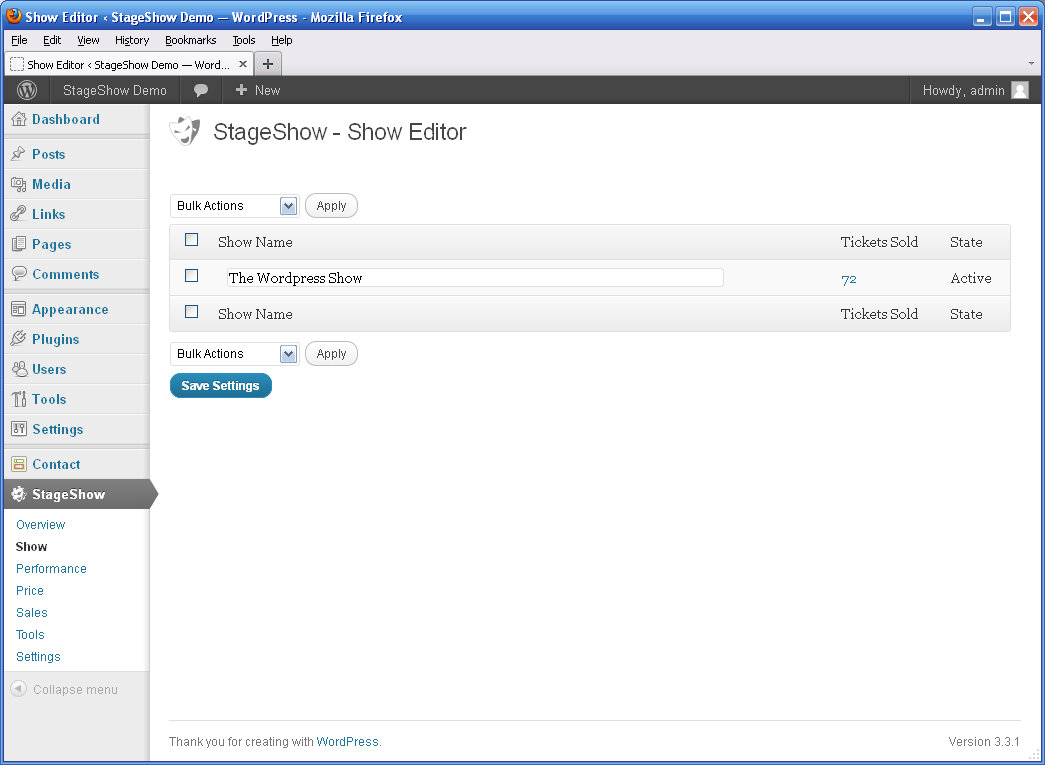 Show Editor ‹ StageShow Demo — WordPress - Mozilla Firefox
File Edit View History Bookmarks Tools Help
Show Editor ‹ StageShow Demo — Word...
StageShow Demo New Howdy, admin
Dashboard
Posts
Media
Links
Pages
Comments
Appearance
Plugins
Users
Tools
Settings
Contact
StageShow
Overview
Show
Performance
Price
Sales
Tools
Settings
Collapse menu
StageShow - Show Editor
Bulk Actions Apply
Show Name Tickets Sold State
The Wordpress Show 72 Active
Show Name Tickets Sold State
Bulk Actions Apply
Save Settings
Thank you for creating with WordPress. Version 3.3.1